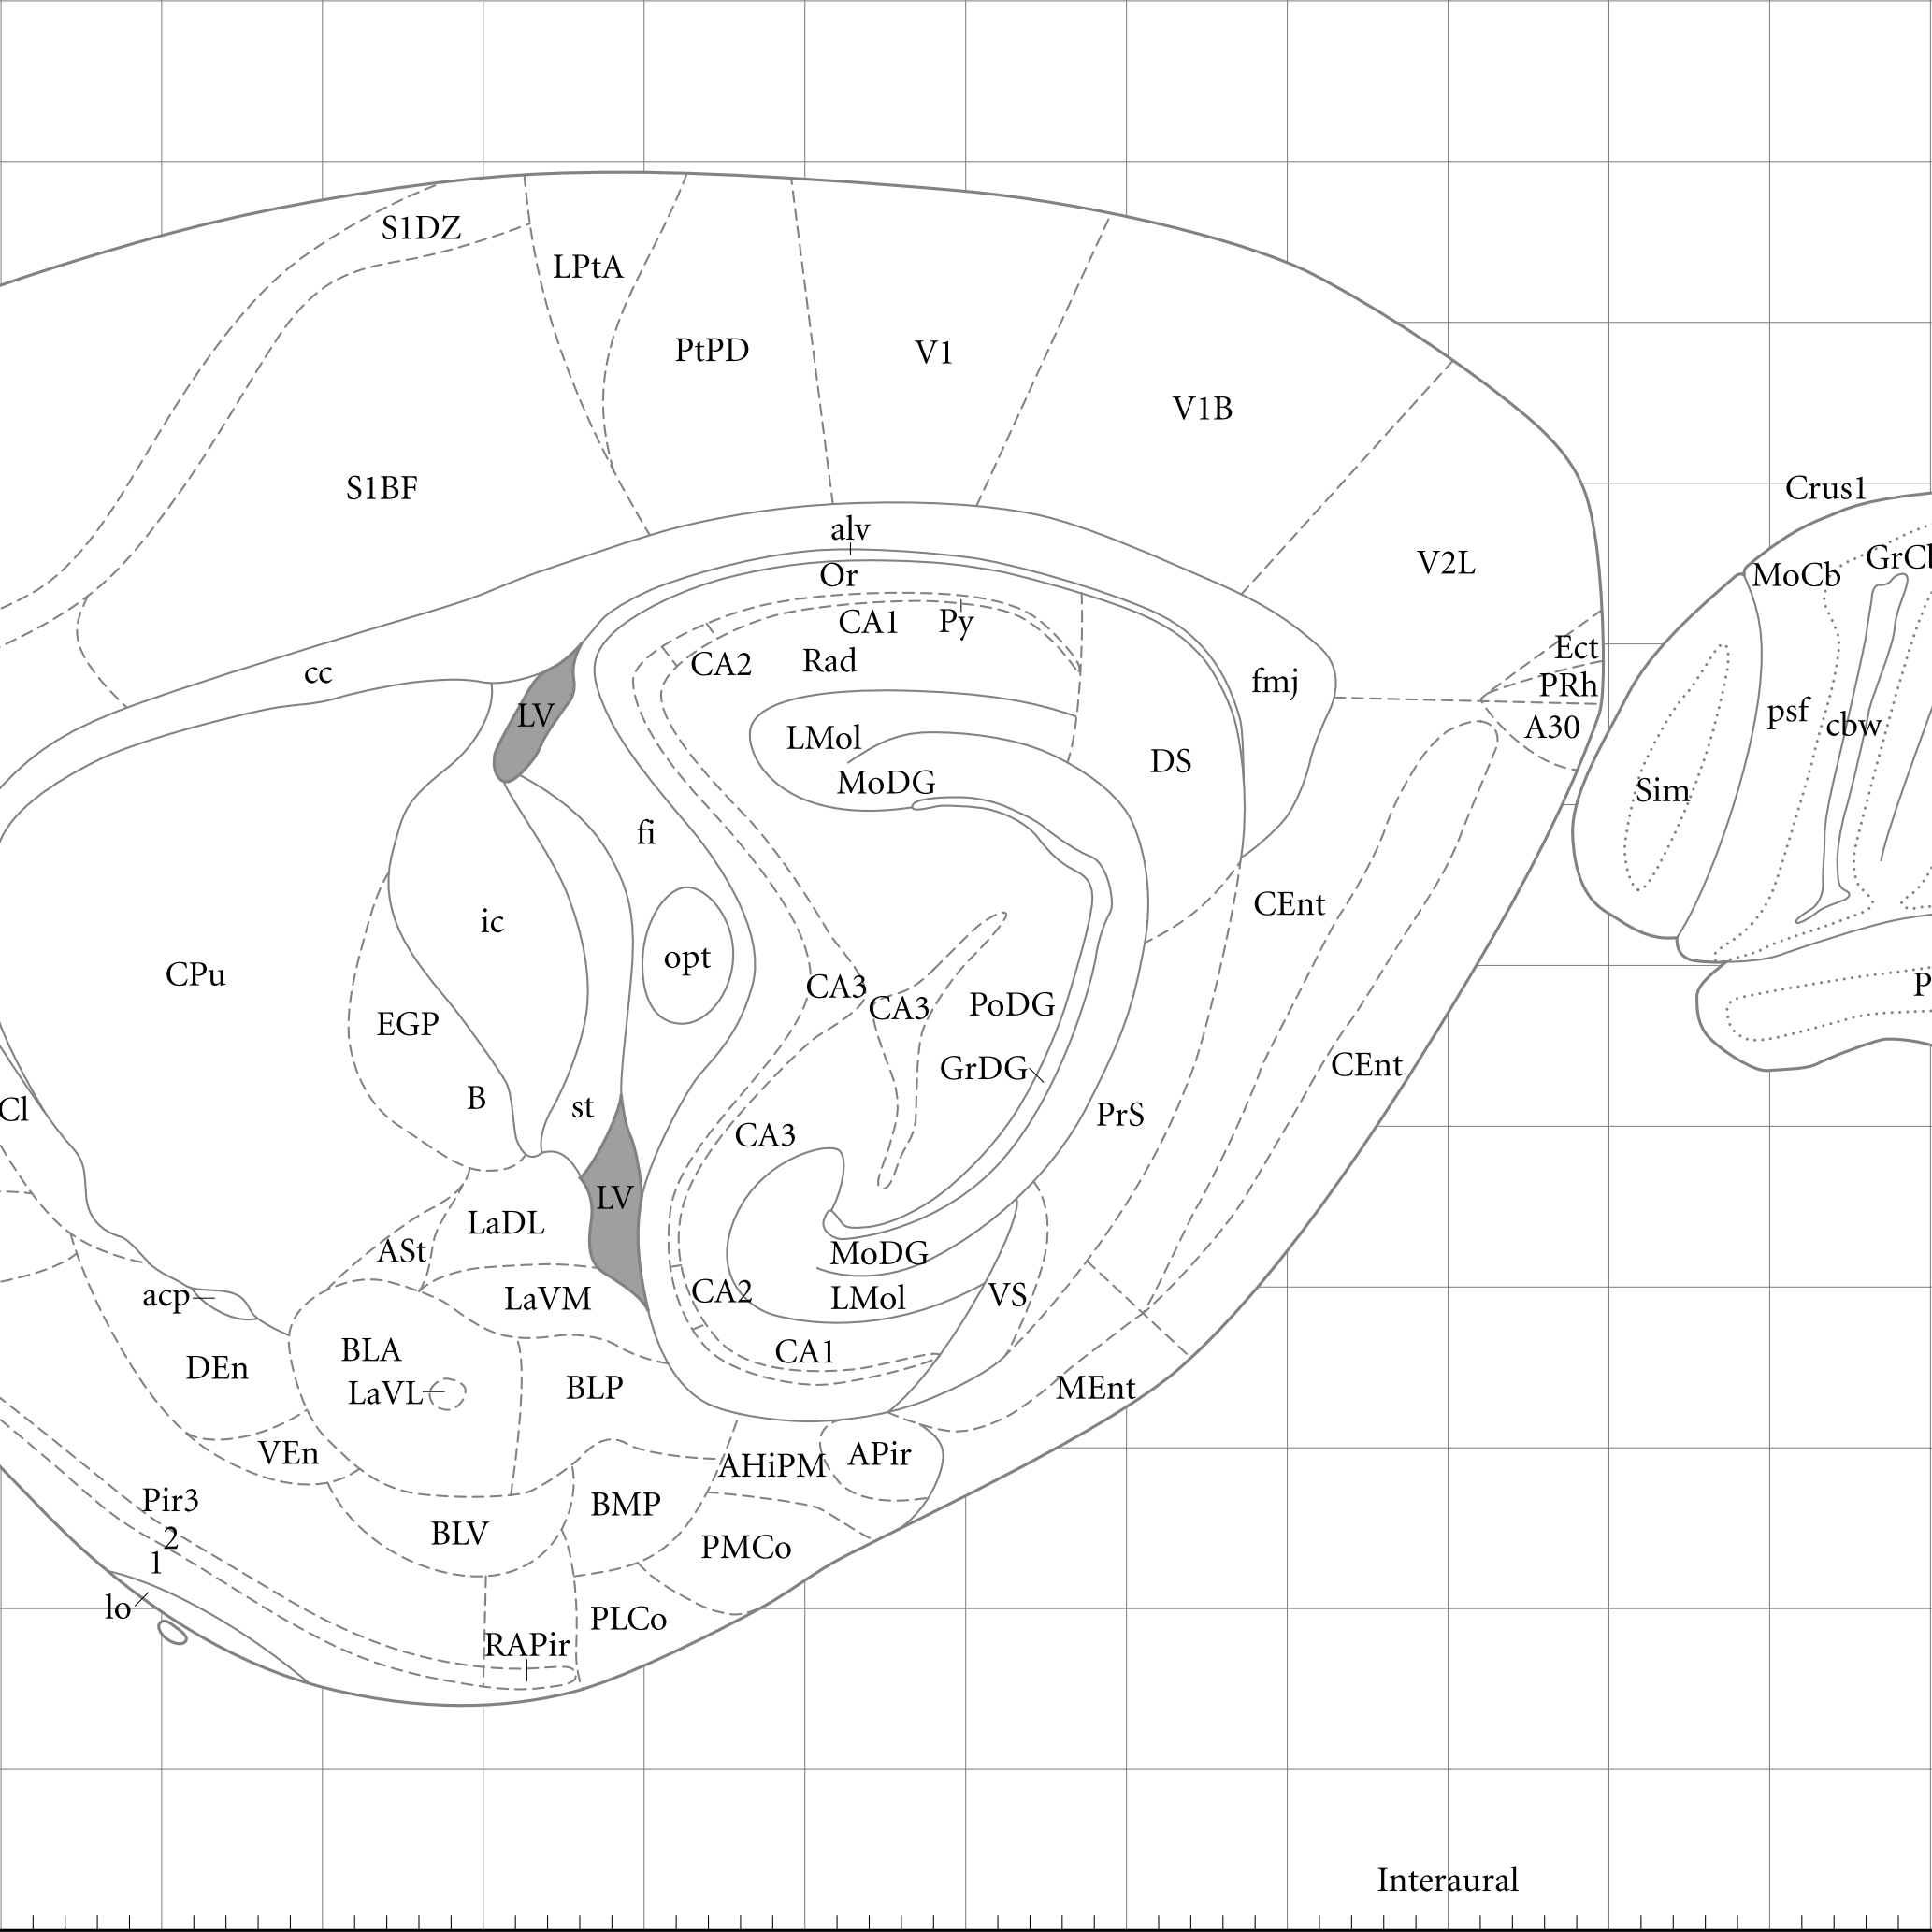 S1DZ
LPtA
PtPD
V1
V1B
S1BF
Crus1
alv
V2L
GrCl
MoCb
Or
CA1
Py
Ect
CA2
Rad
cc
fmj
PRh
LV
psf
cbw
A30
LMol
DS
MoDG
Sim
fi
CEnt
ic
opt
CPu
CA3
CA3
PoDG
P
EGP
GrDG
CEnt
B
st
Cl
PrS
CA3
LV
LaDL
ASt
MoDG
acp
LaVM
CA2
LMol
VS
BLA
CA1
DEn
LaVL
BLP
MEnt
VEn
AHiPM
APir
Pir3
BMP
2
BLV
PMCo
1
lo
PLCo
RAPir
Interaural